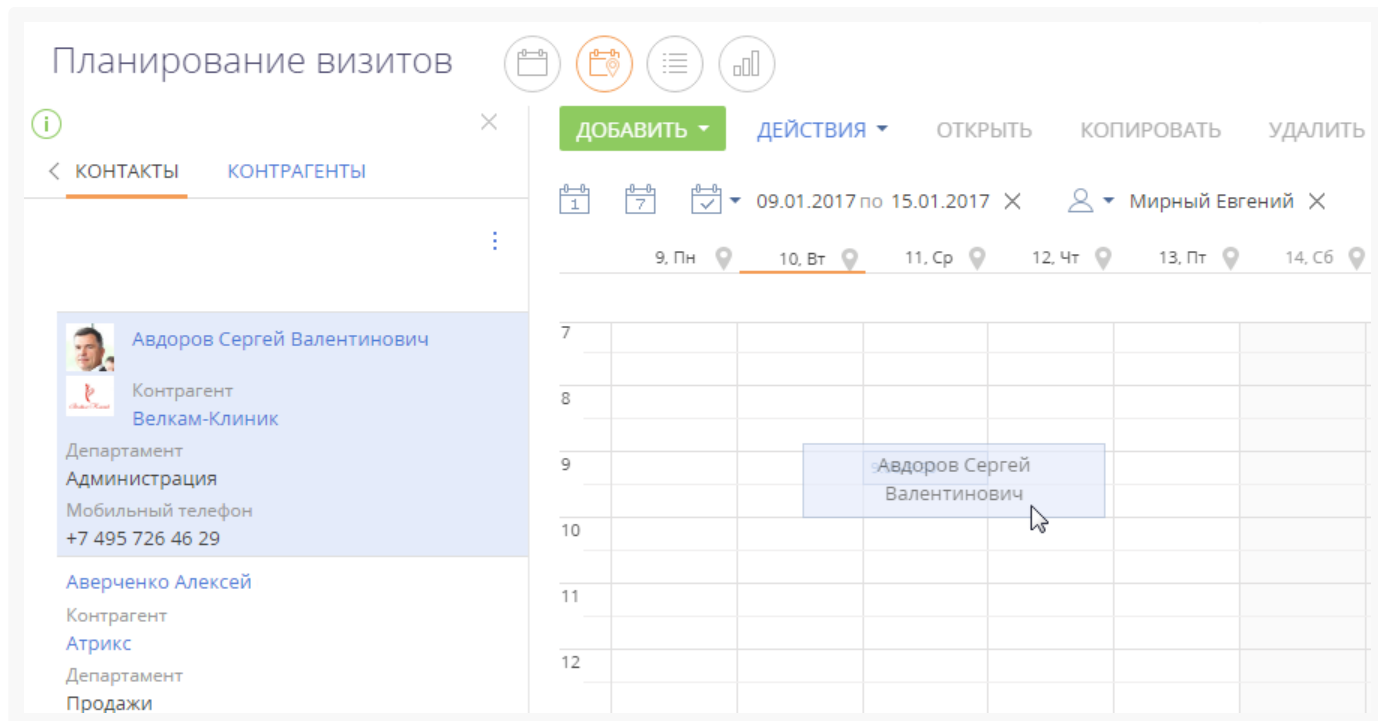 Планирование визитов
КОНТАКТЫ КОНТРАГЕНТЫ
Авдоров Сергей Валентинович
Контрагент
Велкам-Клиник
Департамент
Администрация
Мобильный телефон
+7 495 726 46 29
Аверченко Алексей
Контрагент
Атрикс
Департамент
Продажи
ДОБАВИТЬ ДЕЙСТВИЯ ОТКРЫТЬ КОПИРОВАТЬ УДАЛИТЬ
1 7 09.01.2017 по 15.01.2017 Мирный Евгений
9, Пн 10, Вт 11, Ср 12, Чт 13, Пт 14, Сб
7
8
9 Авдоров Сергей
Валентинович
10
11
12